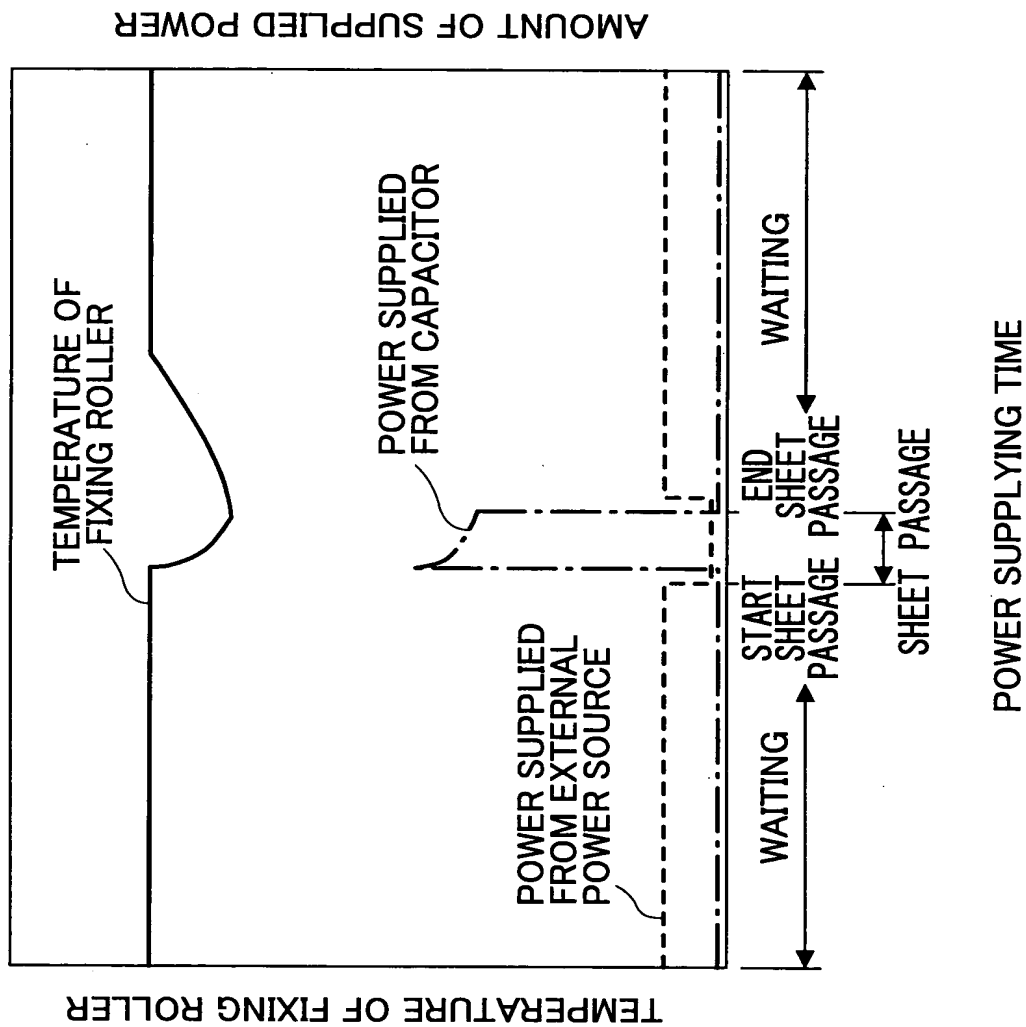 TEMPERATURE OF FIXING ROLLER
AMOUNT OF SUPPLIED POWER
TEMPERATURE OF
FIXING ROLLER
POWER SUPPLIED
FROM CAPACITOR
POWER SUPPLIED
FROM EXTERNAL
POWER SOURCE
WAITING
START
SHEET
PASSAGE
END
SHEET
PASSAGE
WAITING
SHEET PASSAGE
POWER SUPPLYING TIME